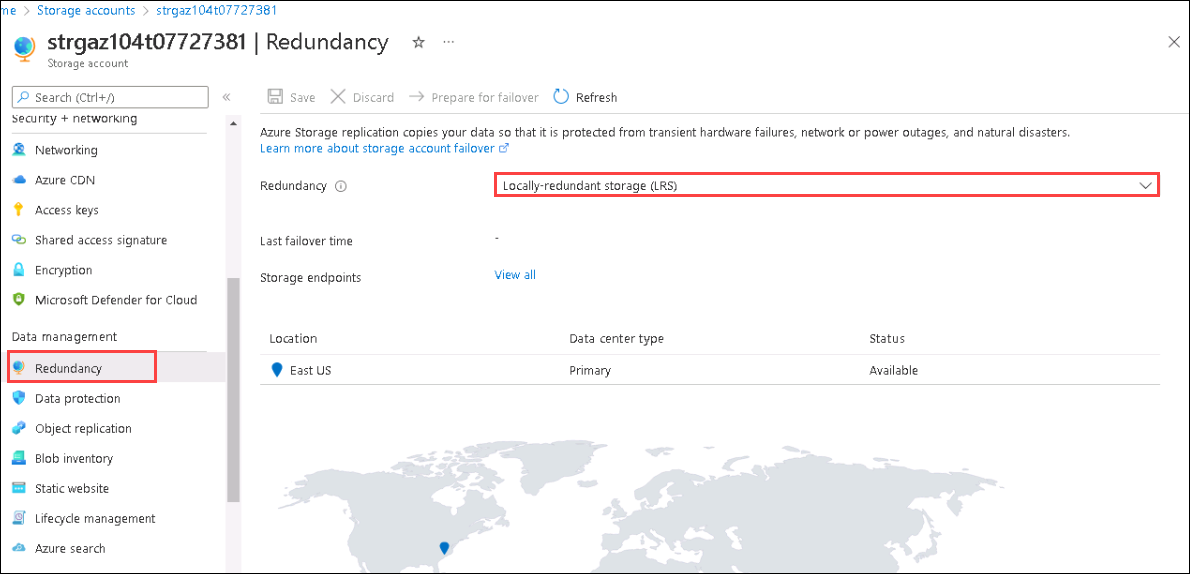 me > Storage accounts > strgaz104t07727381
strgaz104t07727381 | Redundancy ☆ ...
Storage account
Search (Ctrl+/) «
Save Discard Prepare for failover Refresh
Security + networking
Networking
Azure CDN
Access keys
Shared access signature
Encryption
Microsoft Defender for Cloud
Data management
Redundancy
Data protection
Object replication
Blob inventory
Static website
Lifecycle management
Azure search
Azure Storage replication copies your data so that it is protected from transient hardware failures, network or power outages, and natural disasters.
Learn more about storage account failover
Redundancy Locally-redundant storage (LRS)
Last failover time -
Storage endpoints View all
Location Data center type Status
East US Primary Available